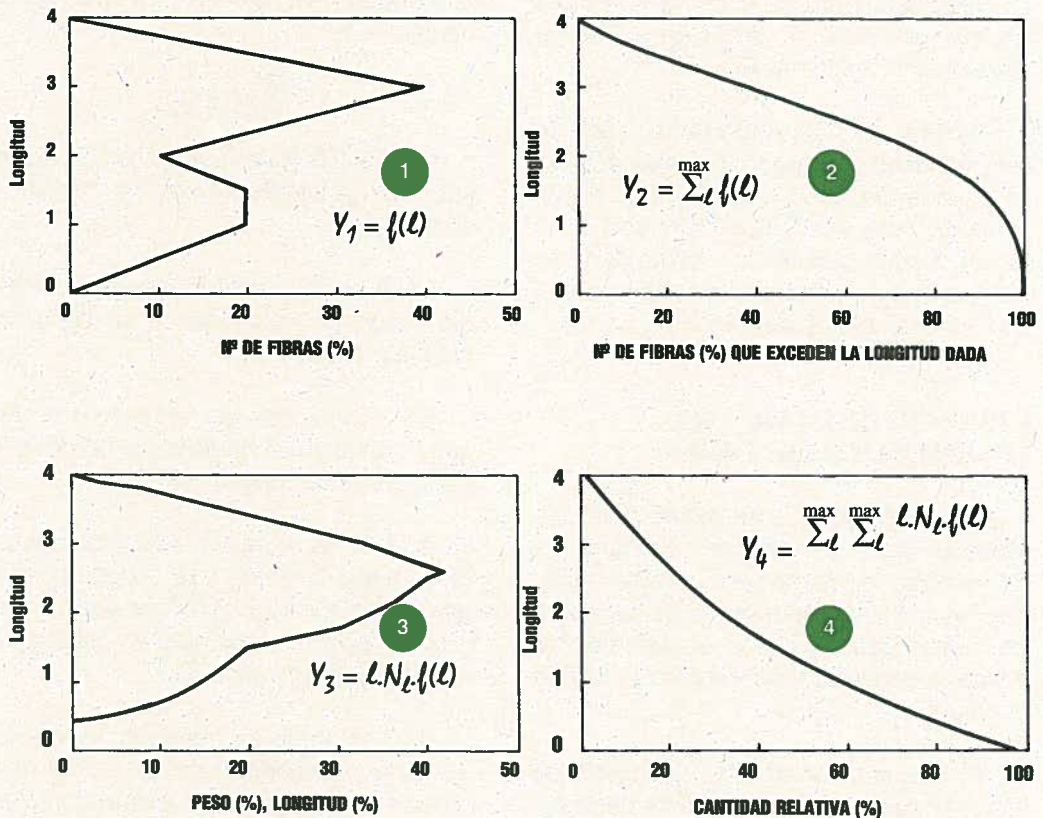 4
3
2
1
0
Longitud
1
Y₁ = f(ℓ)
0 10 20 30 40 50
Nº DE FIBRAS (%)
4
3
2
1
0
Longitud
2
Y₂ = max Σℓ f(ℓ)
0 20 40 60 80 100
Nº DE FIBRAS (%) QUE EXCEDEN LA LONGITUD DADA
4
3
2
1
0
Longitud
3
Y₃ = ℓ.Nℓ.f(ℓ)
0 10 20 30 40 50
PESO (%), LONGITUD (%)
4
3
2
1
0
Longitud
Y₄ = max Σℓ max Σℓ ℓ.Nℓ.f(ℓ)
4
0 20 40 60 80 100
CANTIDAD RELATIVA (%)